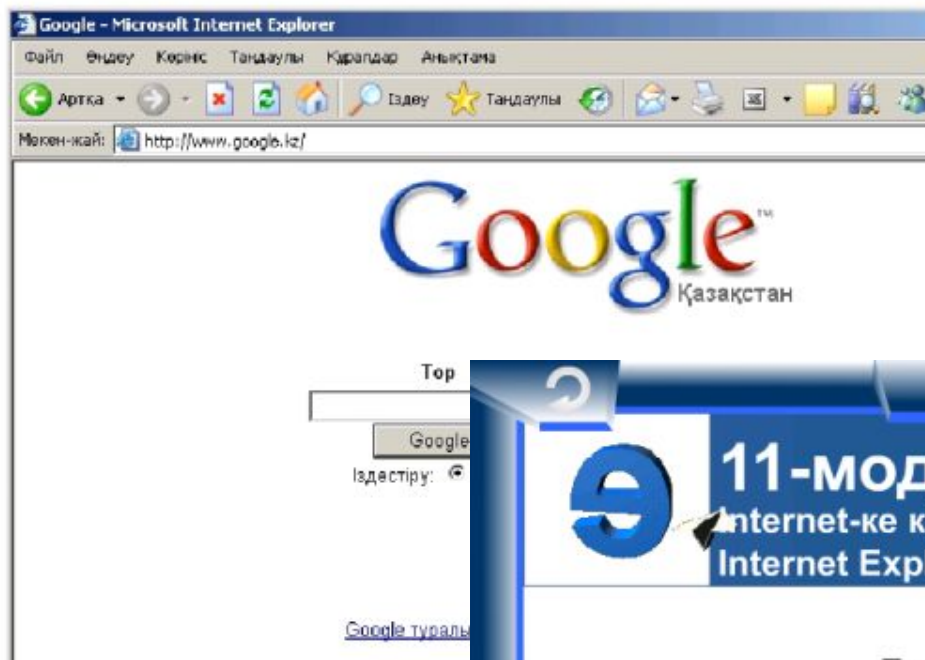 Google - Microsoft Internet Explorer
Файл Өңдеу Көрініс Таңдаулы Құралдар Анықтама
Артқа Іздеу Таңдаулы
Мекен-жай: http://www.google.kz/
Google™
Қазақстан
Тор
Google
Іздестіру:
Google туралы
11-мод
Internet-ке к
Internet Exp